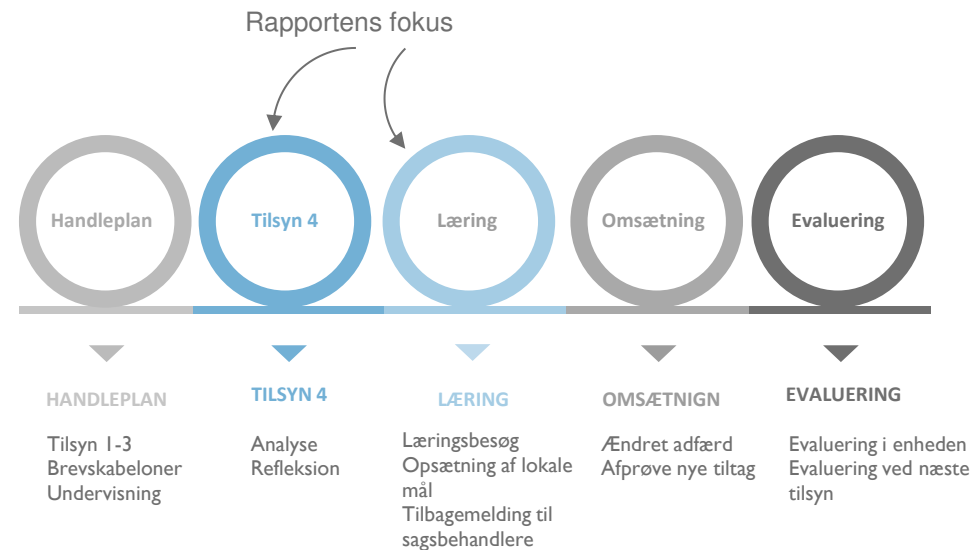 Rapportens fokus
Handleplan
Tilsyn 4
Læring
Omsætning
Evaluering
HANDLEPLAN
Tilsyn 1-3
Brevskabeloner
Undervisning
TILSYN 4
Analyse
Refleksion
LÆRING
Læringsbesøg
Opsætning af lokale
mål
Tilbagemelding til
sagsbehandlere
OMSÆTNIGN
Ændret adfærd
Afprøve nye tiltag
EVALUERING
Evaluering i enheden
Evaluering ved næste
tilsyn